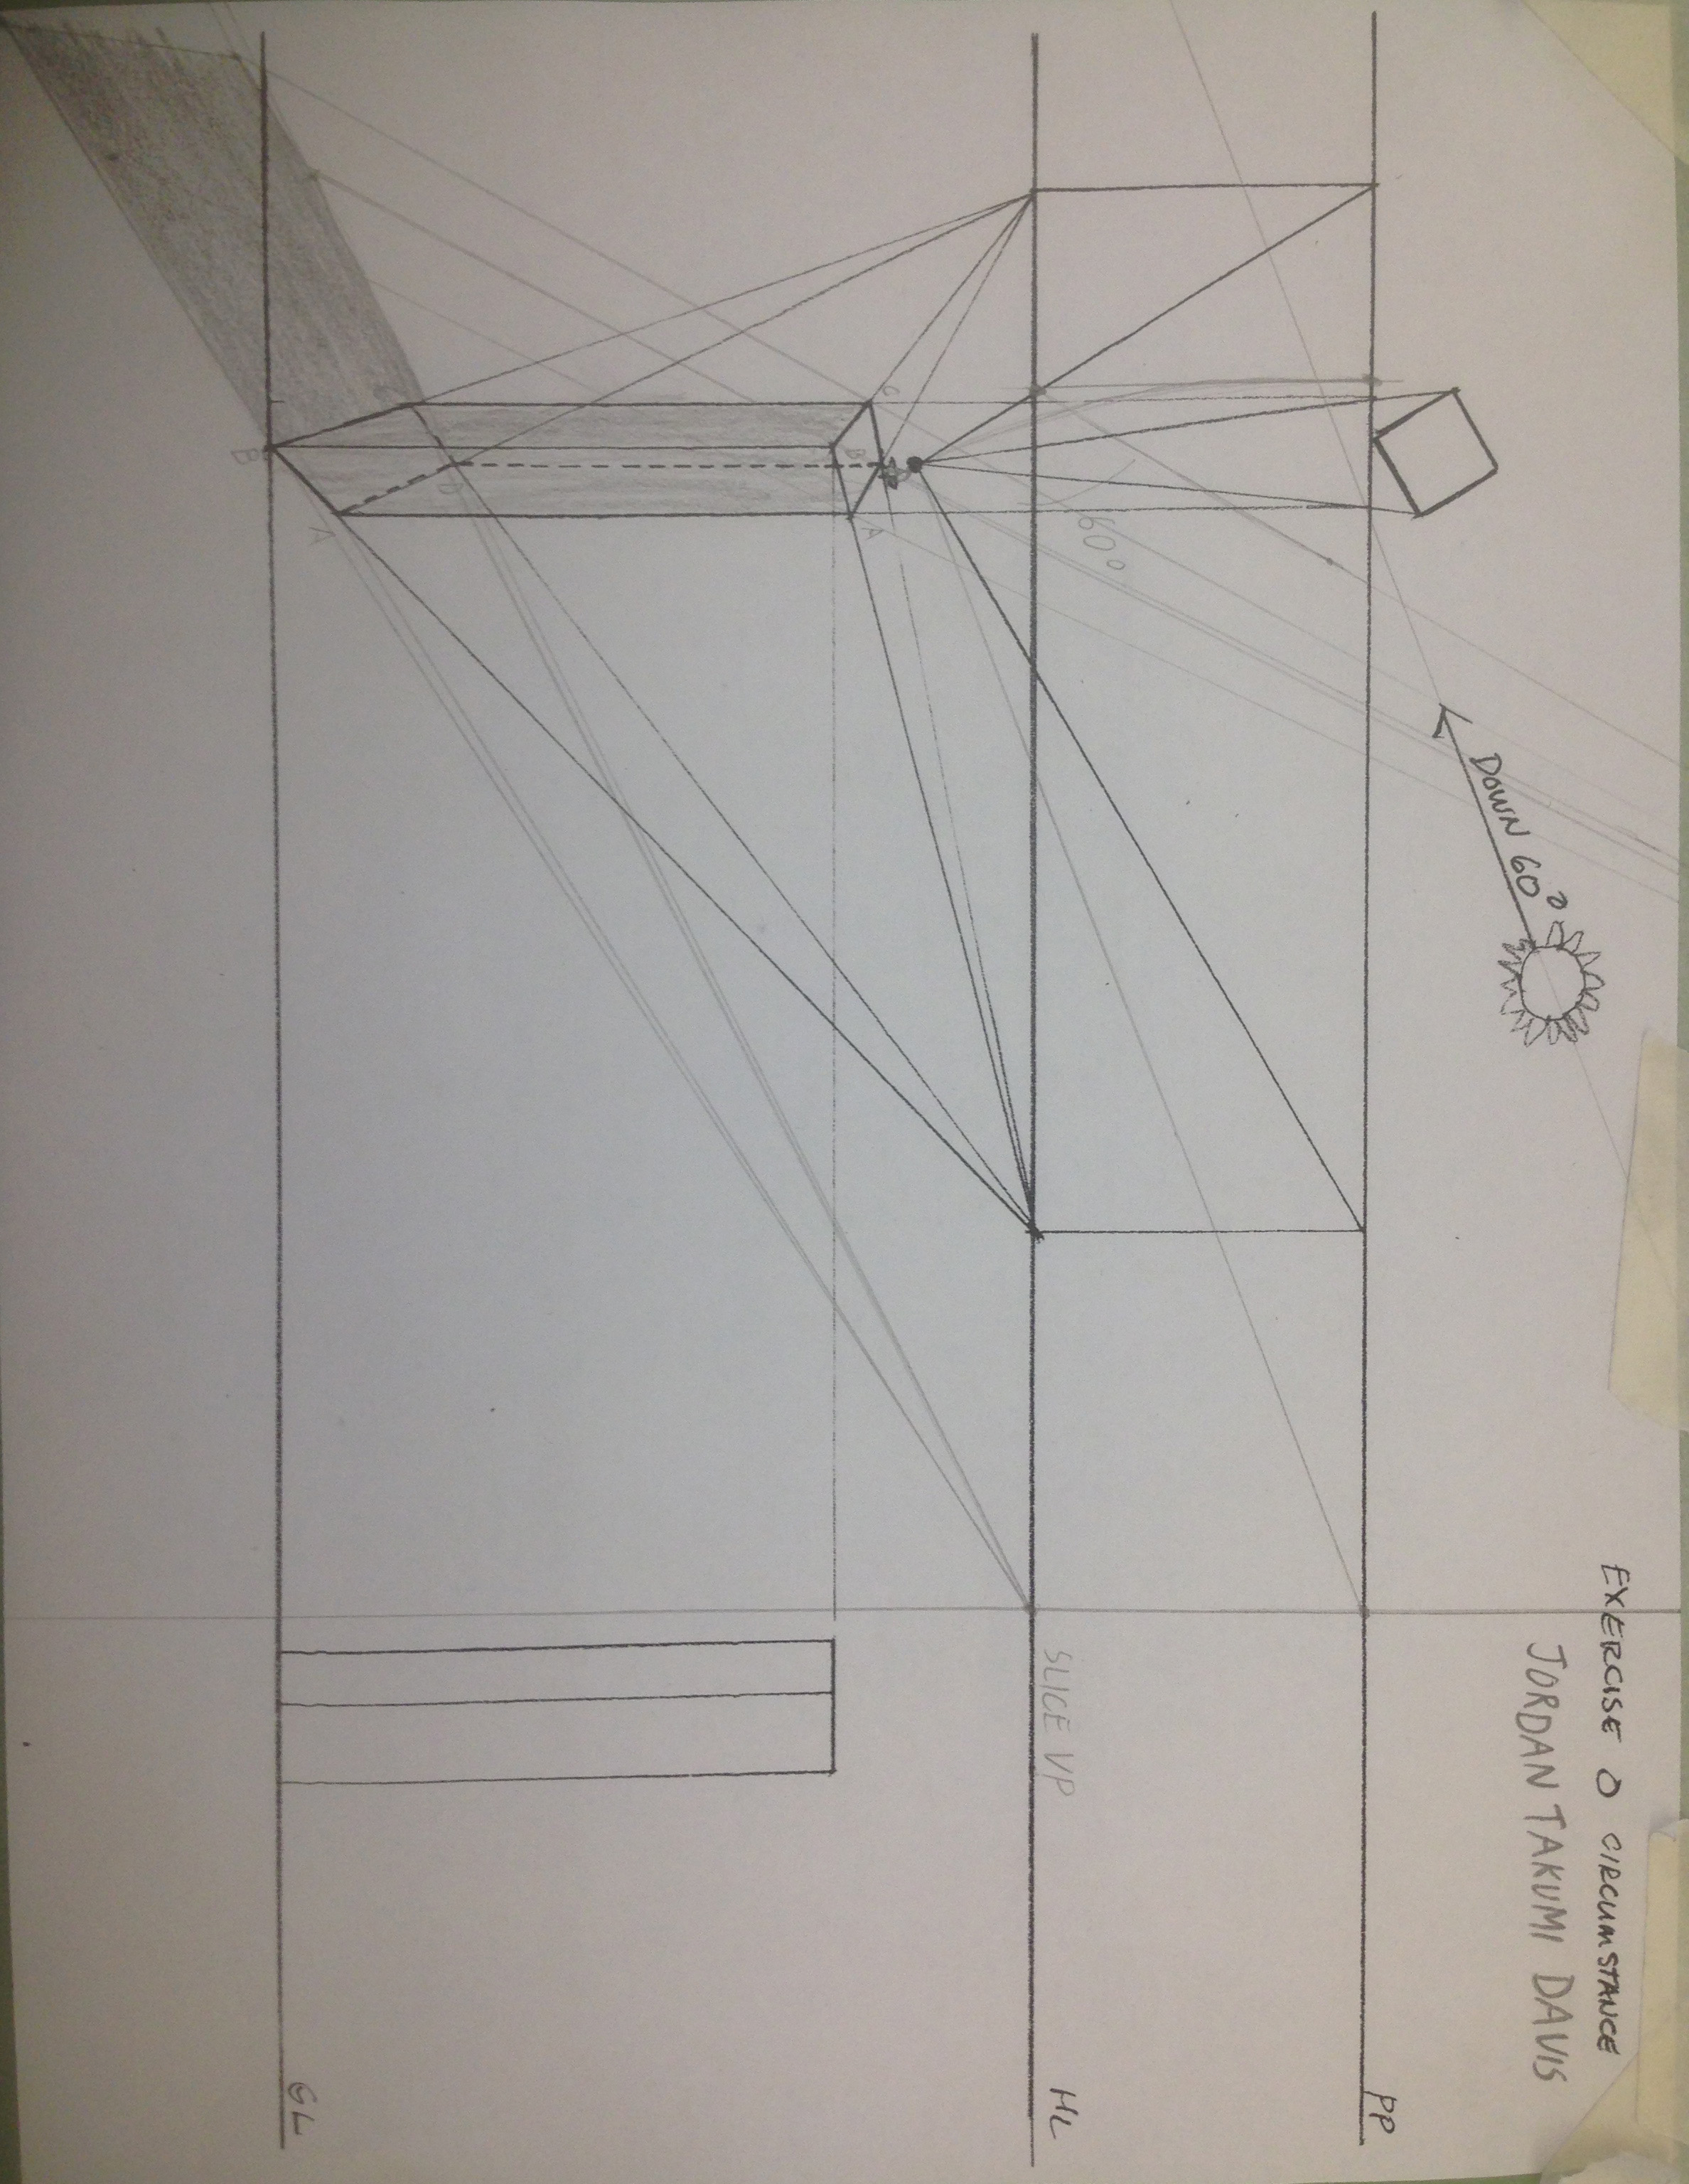 EXERCISE O CIRCUMSTANCE
JORDAN TAKUMI DAVIS
DOWN 60°
PP
60°
SLICE VP
HL
C
B
A
C
D
B
A
GL